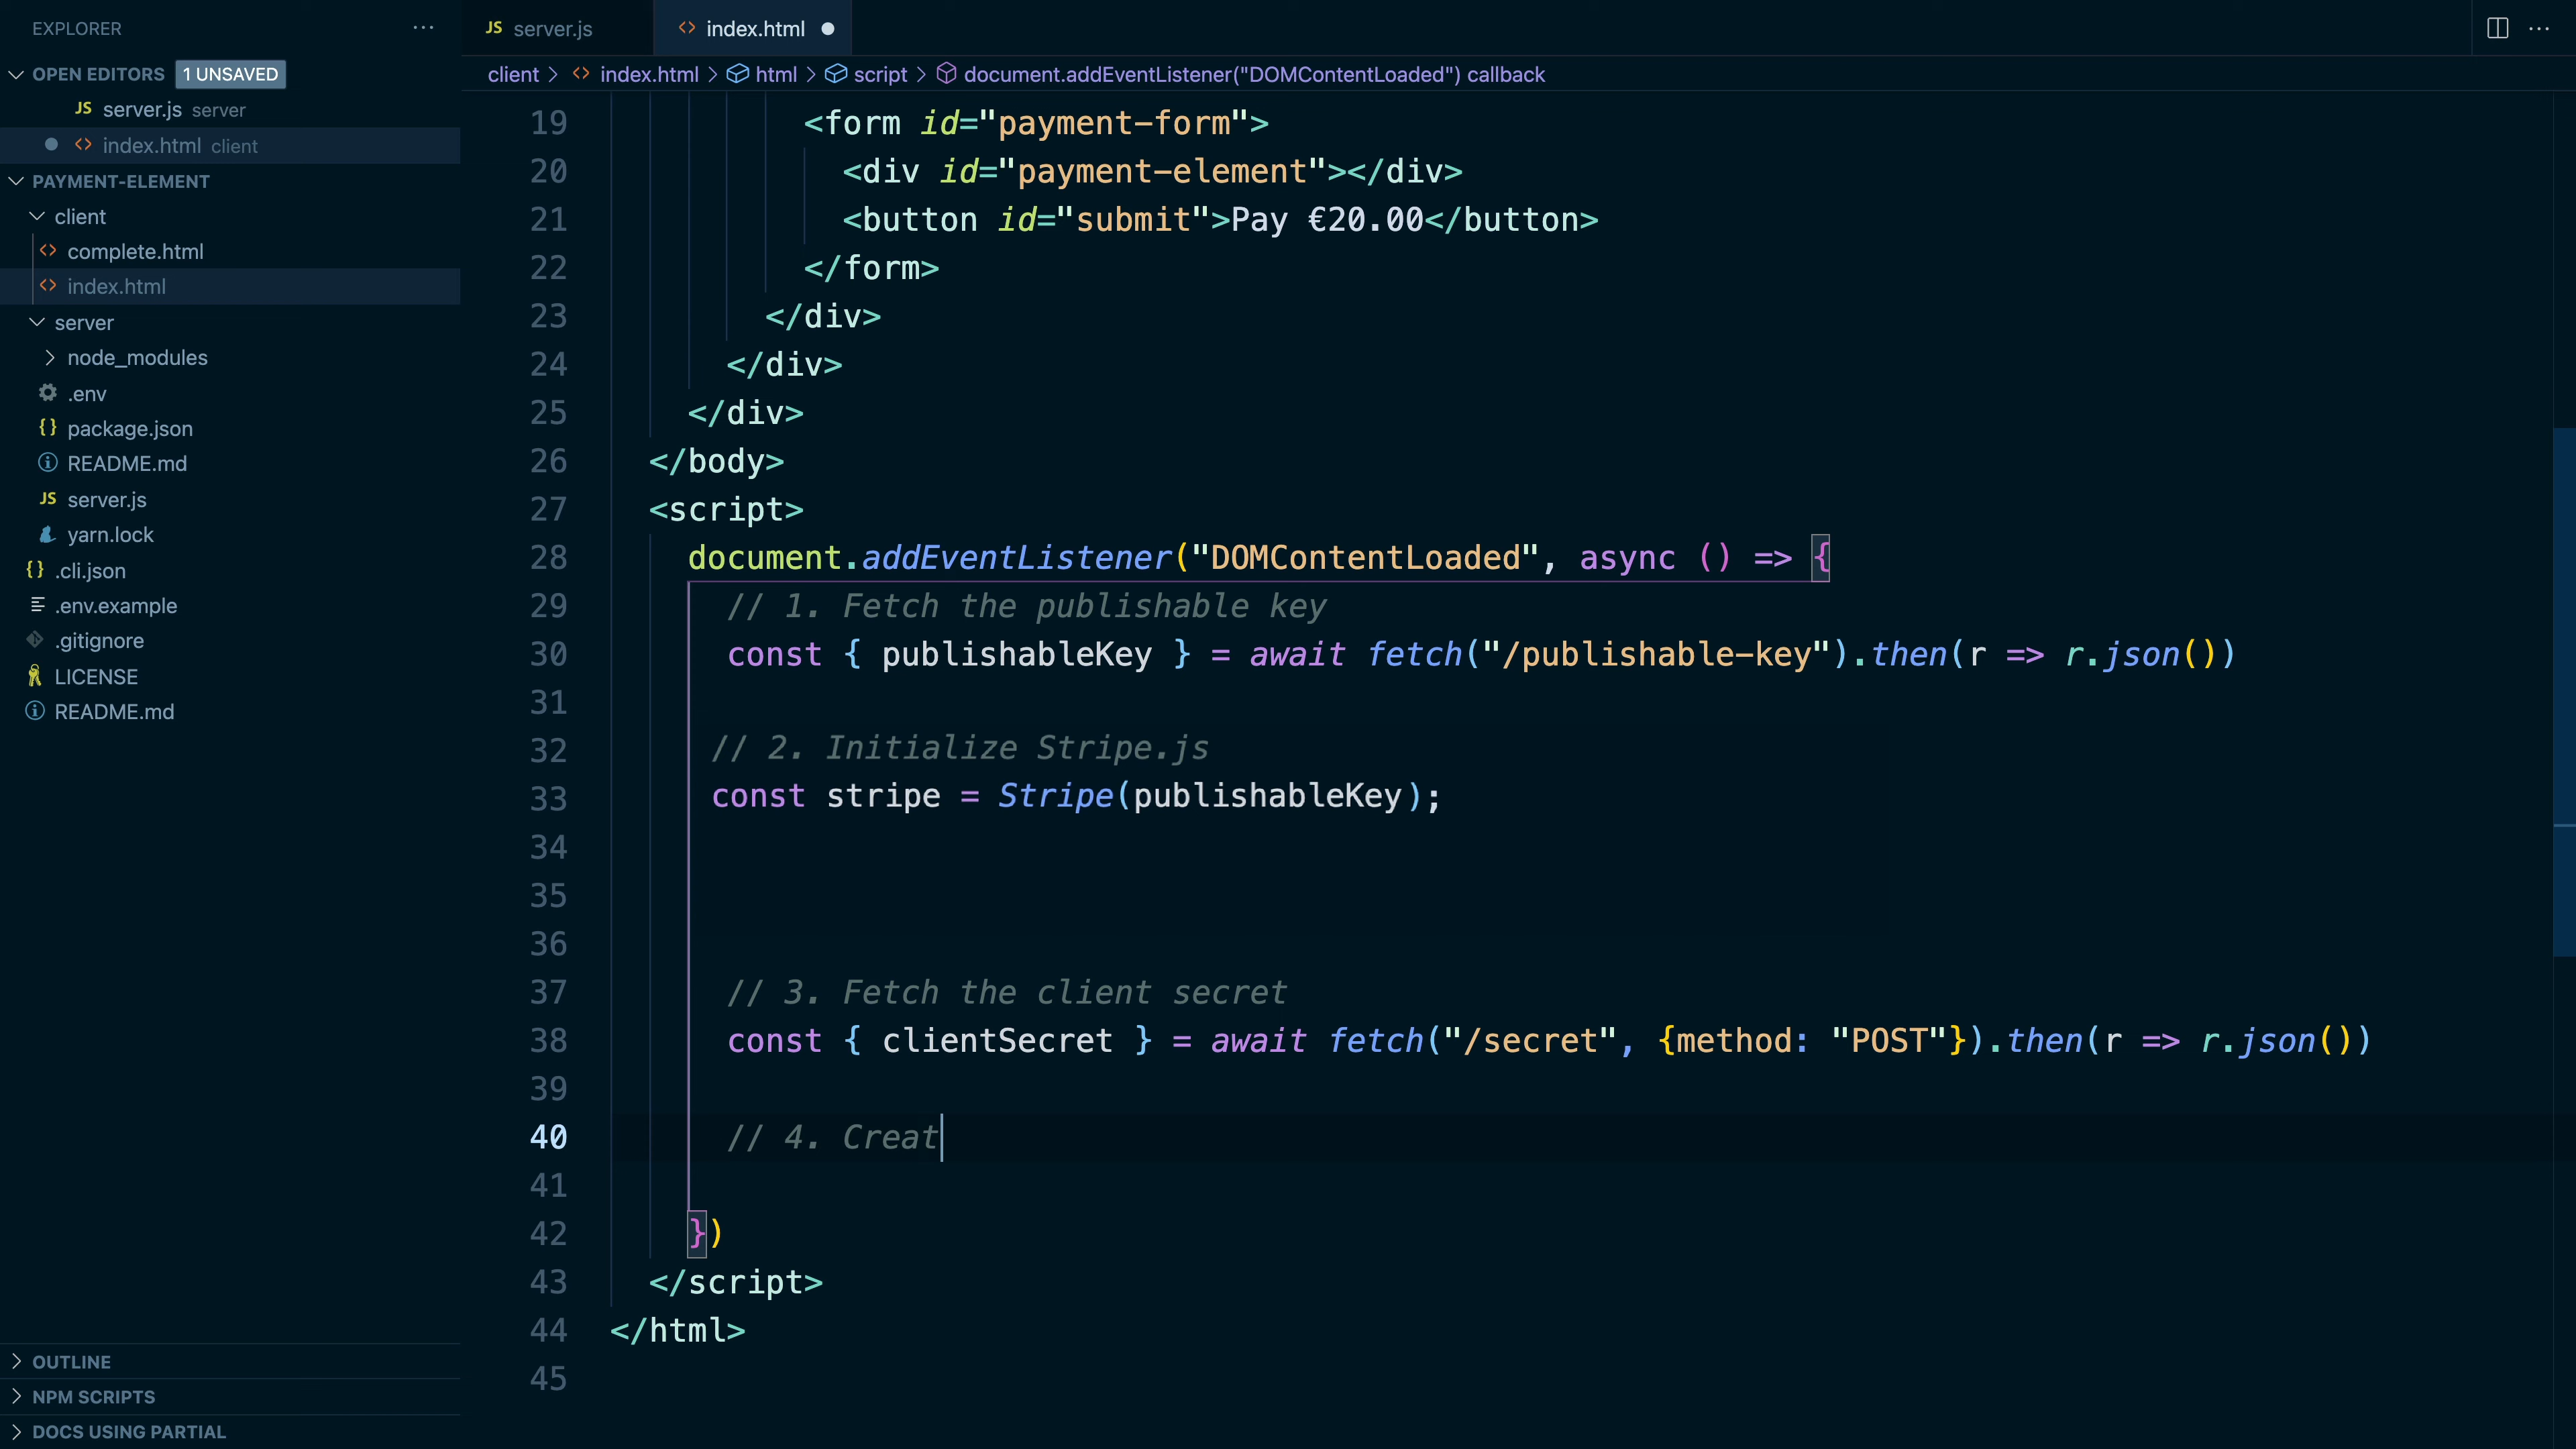 EXPLORER
OPEN EDITORS 1 UNSAVED
JS server.js server
index.html client
PAYMENT-ELEMENT
client
complete.html
index.html
server
node_modules
.env
package.json
README.md
JS server.js
yarn.lock
.cli.json
.env.example
.gitignore
LICENSE
README.md
OUTLINE
NPM SCRIPTS
DOCS USING PARTIAL
JS server.js
index.html
client > index.html > html > script > document.addEventListener("DOMContentLoaded") callback
19 <form id="payment-form">
20 <div id="payment-element"></div>
21 <button id="submit">Pay €20.00</button>
22 </form>
23 </div>
24 </div>
25 </div>
26 </body>
27 <script>
28 document.addEventListener("DOMContentLoaded", async () => {
29 // 1. Fetch the publishable key
30 const { publishableKey } = await fetch("/publishable-key").then(r => r.json())
31
32 // 2. Initialize Stripe.js
33 const stripe = Stripe(publishableKey);
34
35
36
37 // 3. Fetch the client secret
38 const { clientSecret } = await fetch("/secret", {method: "POST"}).then(r => r.json())
39
40 // 4. Creat
41
42 })
43 </script>
44 </html>
45